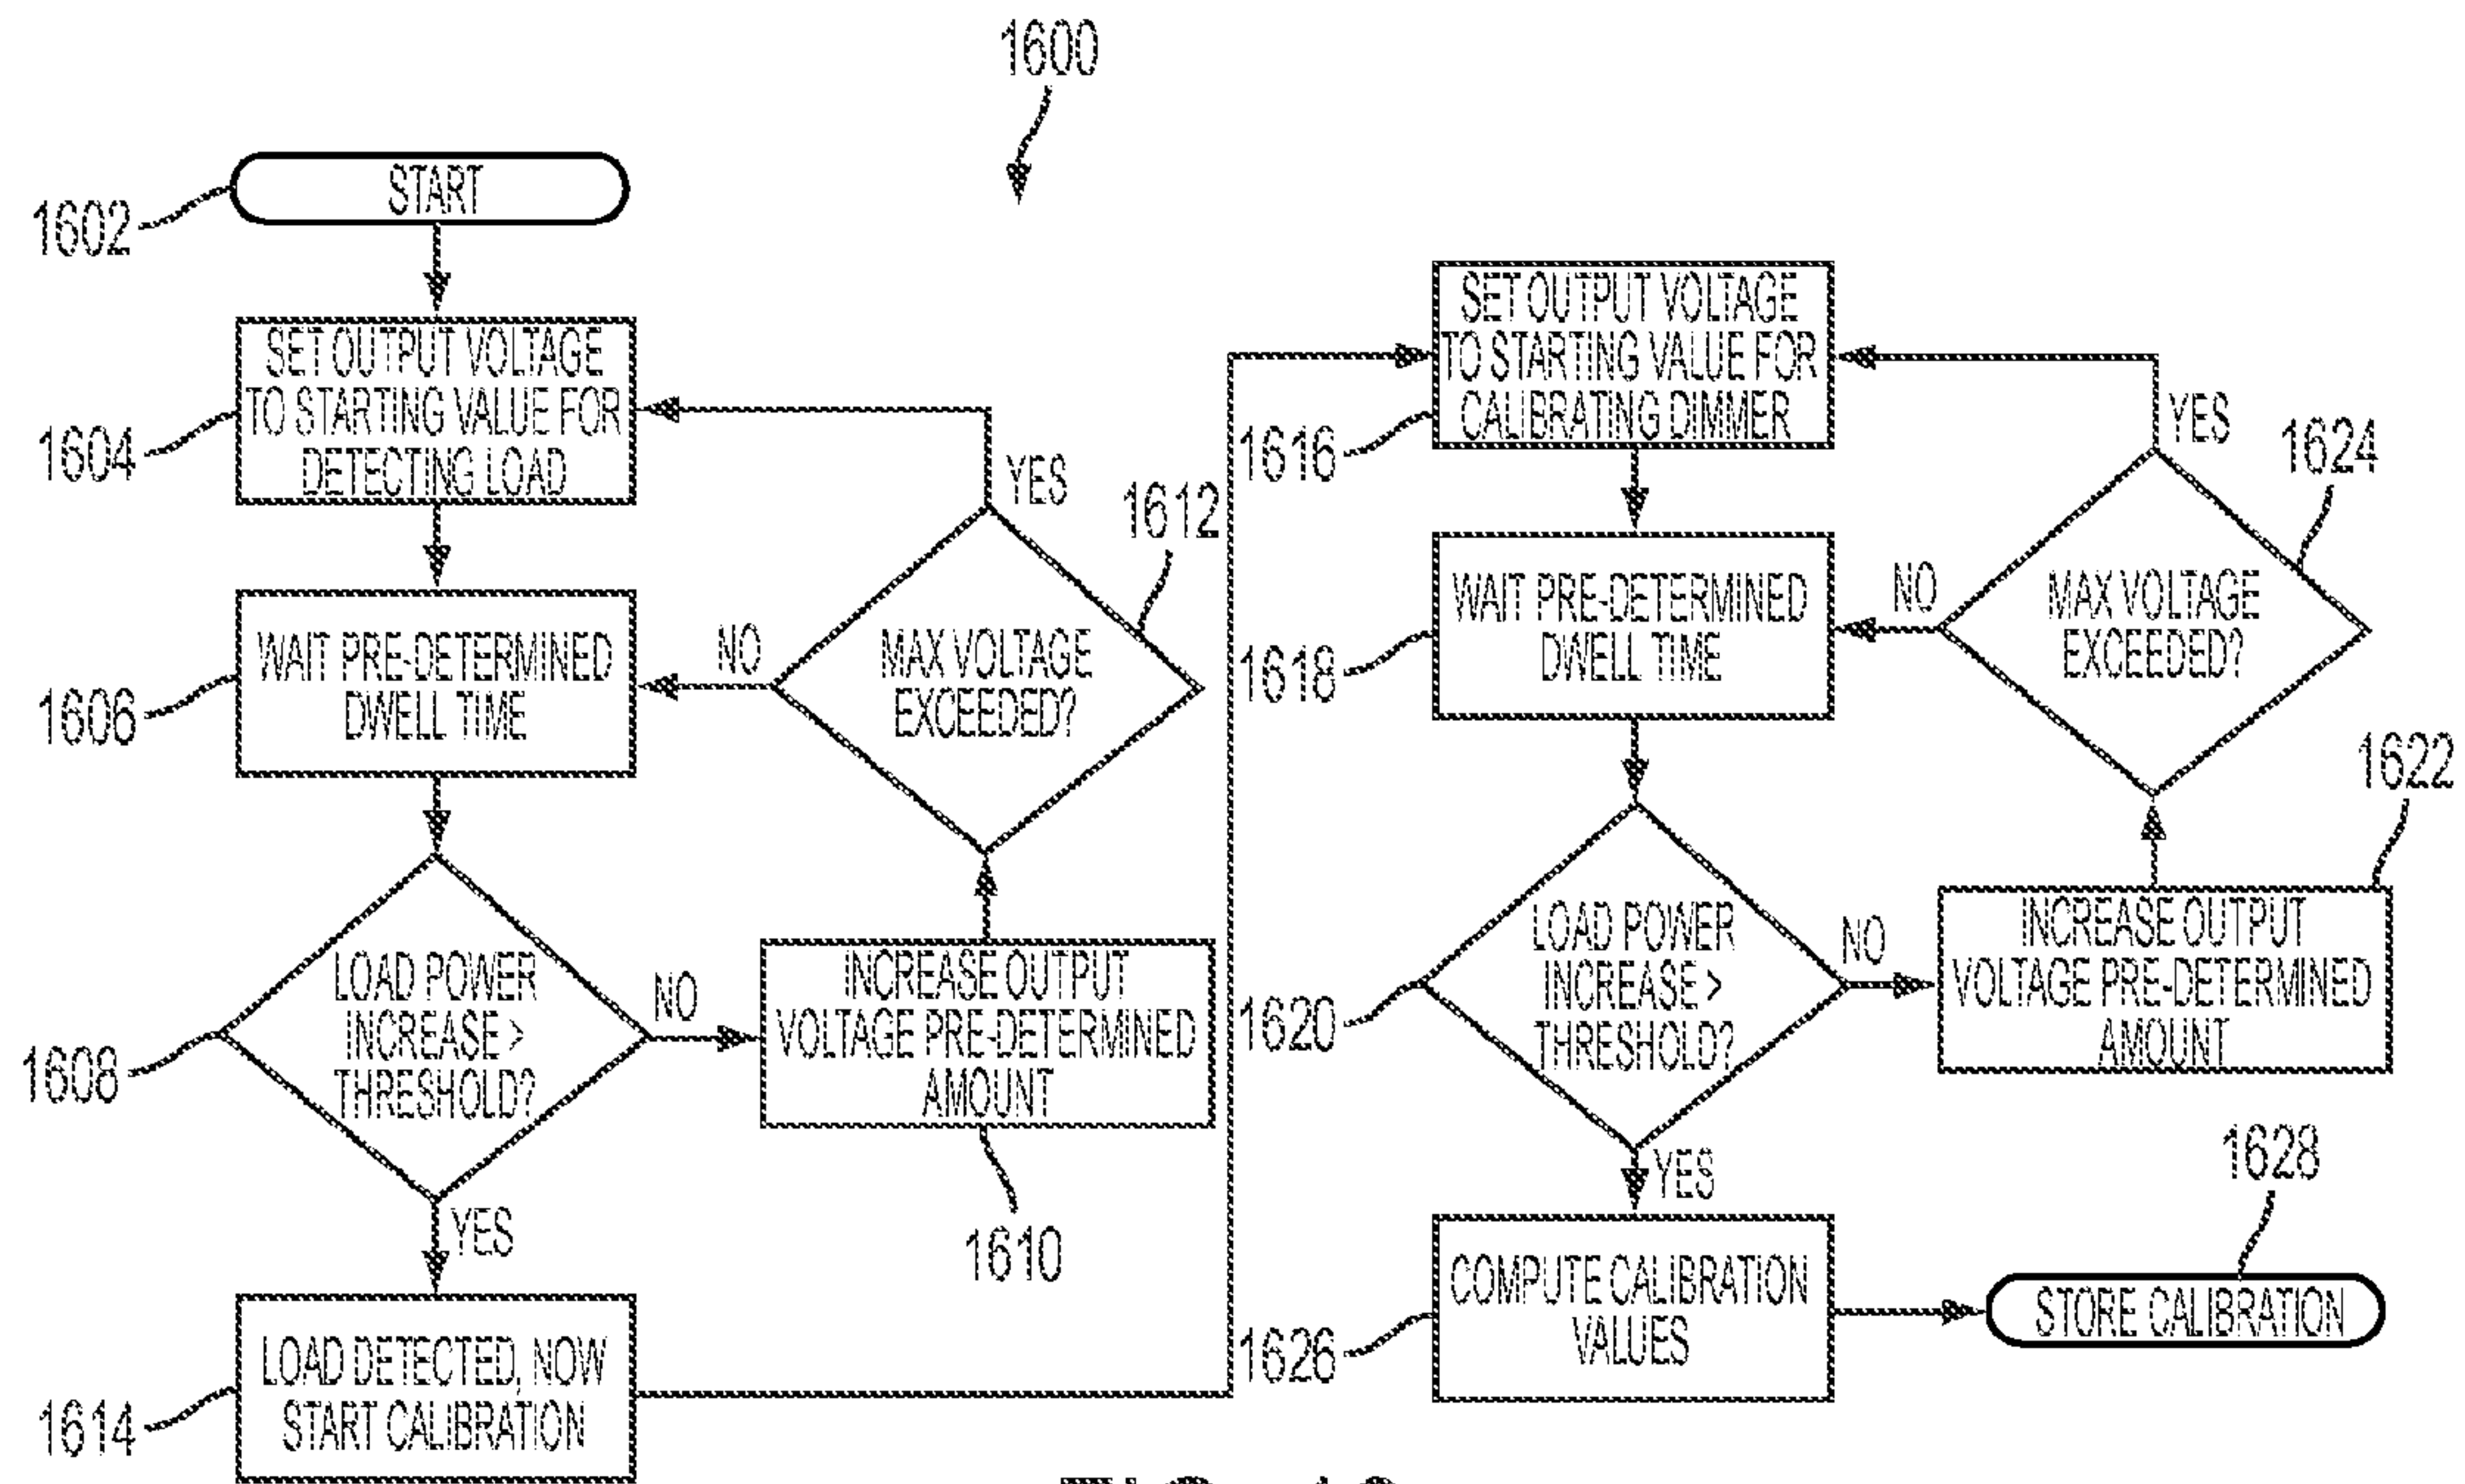 1600
START
1602
SET OUTPUT VOLTAGE
TO STARTING VALUE FOR
DETECTING LOAD
1604
YES
1612
WAIT PRE-DETERMINED
DWELL TIME
1606
NO
MAX VOLTAGE
EXCEEDED?
LOAD POWER
INCREASE >
THRESHOLD?
1608
NO
INCREASE OUTPUT
VOLTAGE PRE-DETERMINED
AMOUNT
1610
YES
LOAD DETECTED, NOW
START CALIBRATION
1614
SET OUTPUT VOLTAGE
TO STARTING VALUE FOR
CALIBRATING DIMMER
1616
YES
1624
WAIT PRE-DETERMINED
DWELL TIME
1618
NO
MAX VOLTAGE
EXCEEDED?
1622
LOAD POWER
INCREASE >
THRESHOLD?
1620
NO
INCREASE OUTPUT
VOLTAGE PRE-DETERMINED
AMOUNT
YES
1628
COMPUTE CALIBRATION
VALUES
1626
STORE CALIBRATION